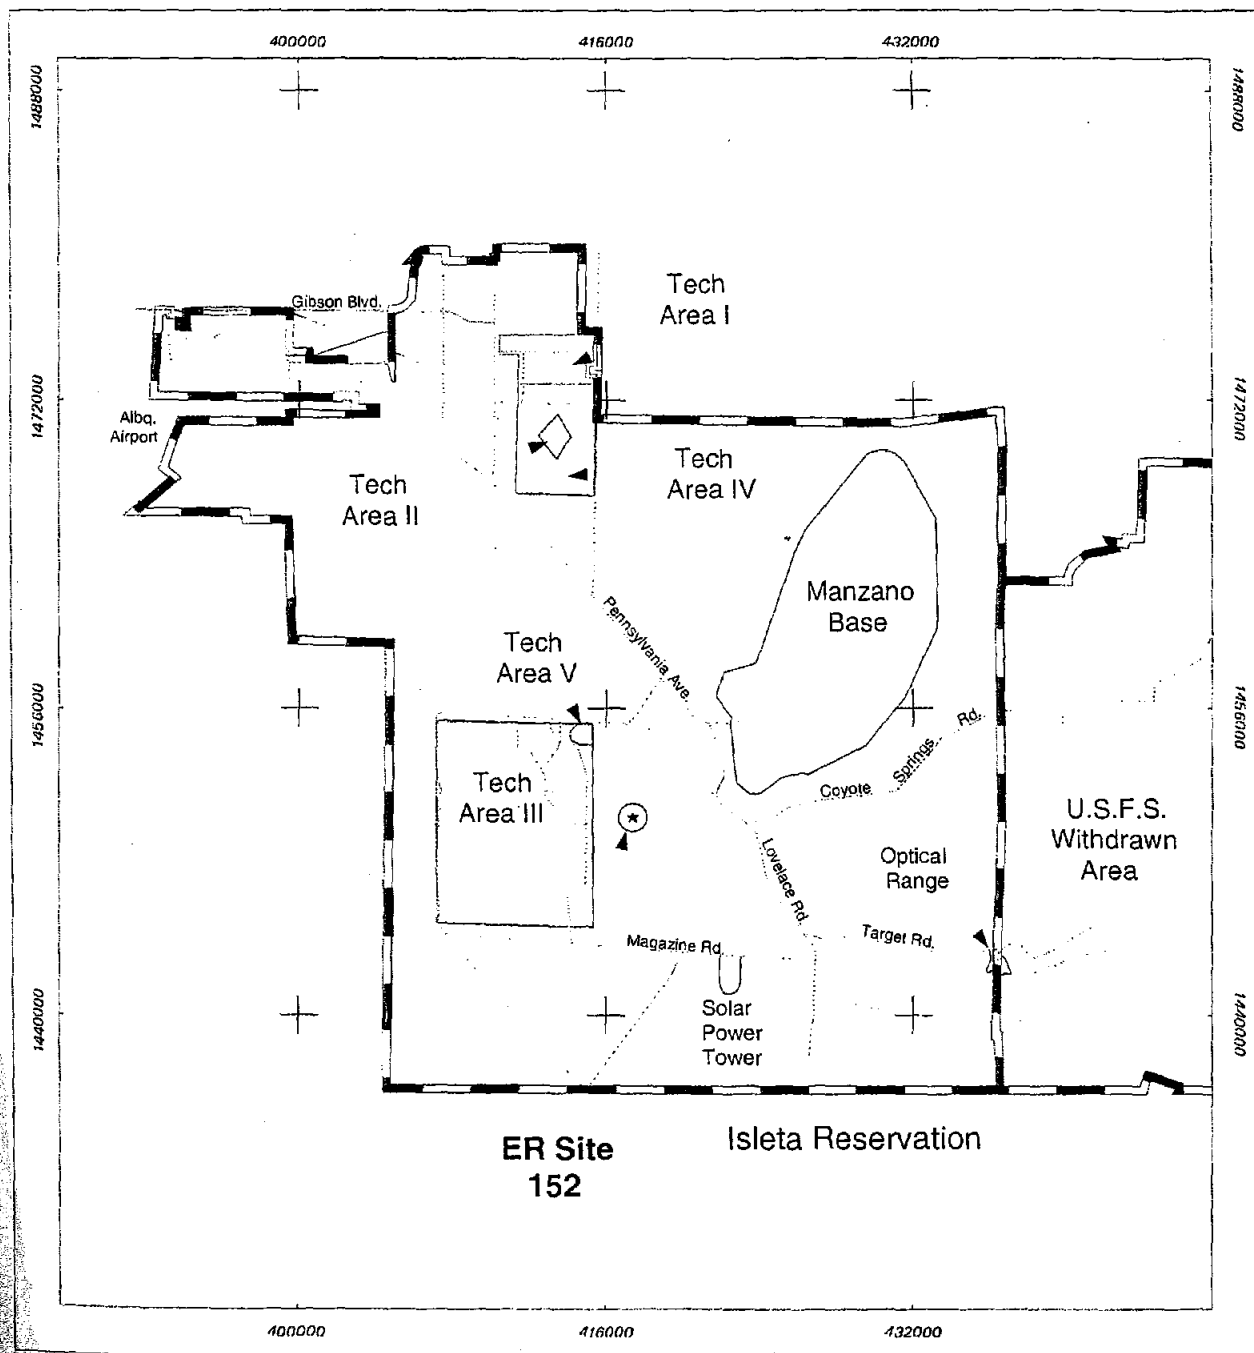 400000
416000
432000
1488000
1488000
Tech
Area I
Gibson Blvd.
1472000
1472000
Albq.
Airport
Tech
Area IV
Tech
Area II
Manzano
Base
Pennsylvania Ave.
Tech
Area V
1456000
1456000
Coyote Springs Rd.
Tech
Area III
U.S.F.S.
Withdrawn
Area
Optical
Range
Lovelace Rd.
Target Rd.
Magazine Rd.
1440000
1440000
Solar
Power
Tower
Isleta Reservation
ER Site
152
400000
416000
432000